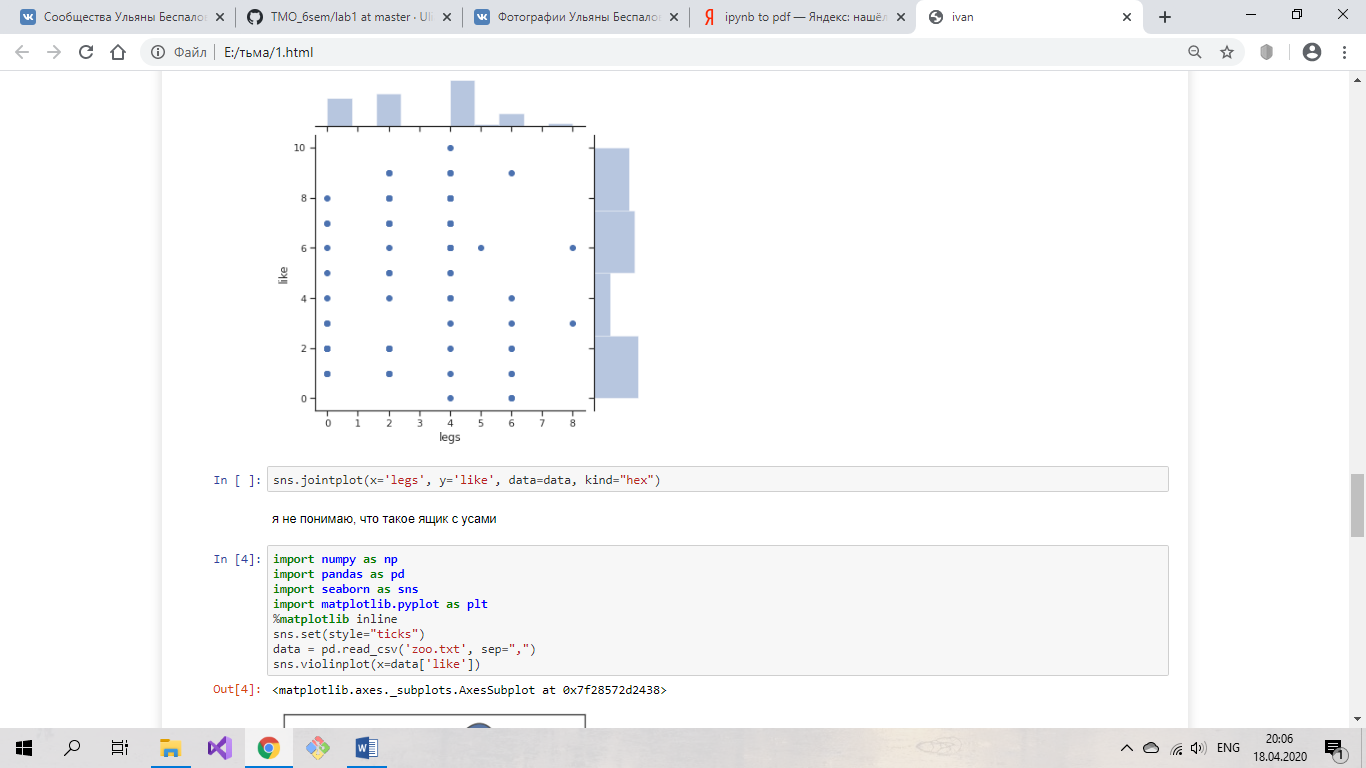 Сообщества Ульяны Беспалов
TMO_6sem/lab1 at master · Uli
Фотографии Ульяны Беспалов
ipynb to pdf — Яндекс: нашёл
ivan
Файл E:/тьма/1.html
10
8
6
4
2
0
like
0 1 2 3 4 5 6 7 8
legs
In [ ]: sns.jointplot(x='legs', y='like', data=data, kind="hex")
я не понимаю, что такое ящик с усами
In [4]: import numpy as np
import pandas as pd
import seaborn as sns
import matplotlib.pyplot as plt
%matplotlib inline
sns.set(style="ticks")
data = pd.read_csv('zoo.txt', sep=",")
sns.violinplot(x=data['like'])
Out[4]: <matplotlib.axes._subplots.AxesSubplot at 0x7f28572d2438>
ENG
20:06
18.04.2020
1